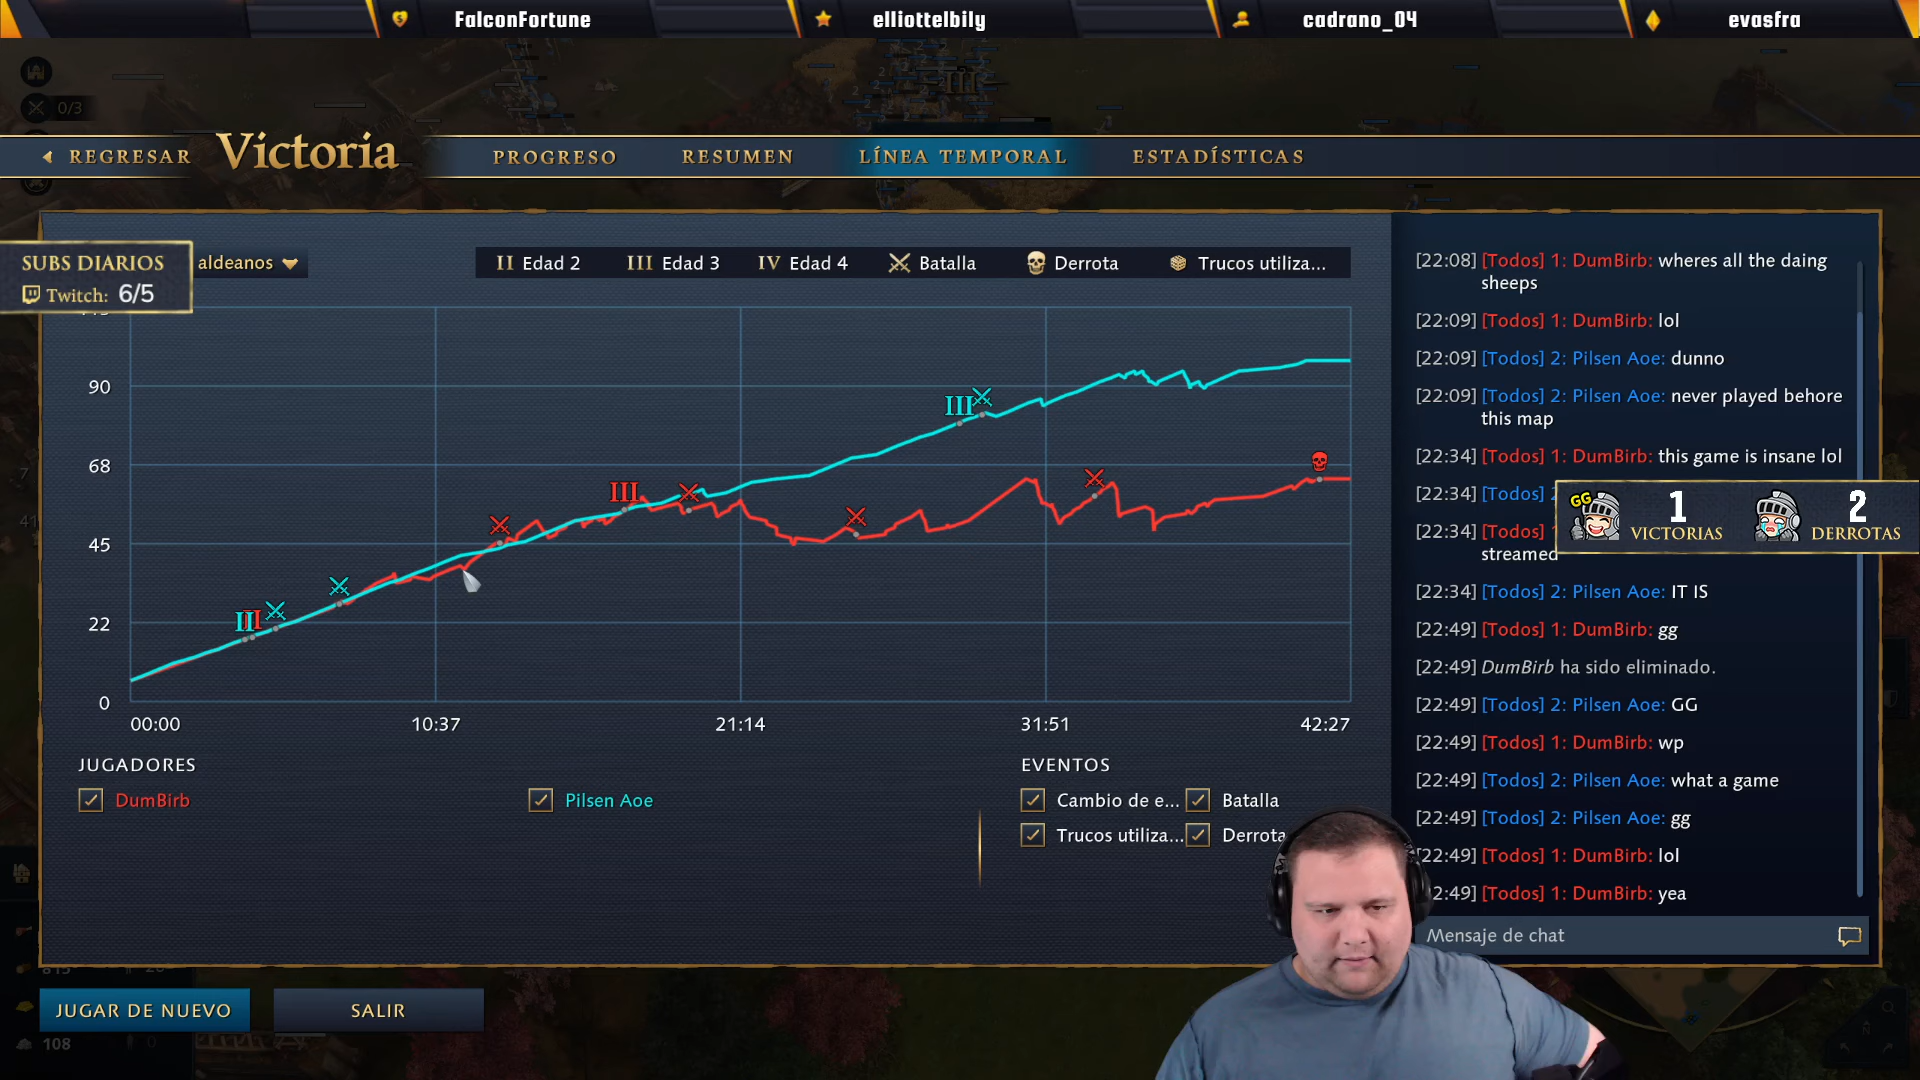 FalconFortune
elliottelbily
cadrano_04
evasfra
0/3
REGRESAR
Victoria
PROGRESO
RESUMEN
LÍNEA TEMPORAL
ESTADÍSTICAS
SUBS DIARIOS
Twitch: 6/5
aldeanos
II Edad 2
III Edad 3
IV Edad 4
Batalla
Derrota
Trucos utiliza...
90
68
45
22
0
III
III
III
00:00
10:37
21:14
31:51
42:27
JUGADORES
DumBirb
Pilsen Aoe
EVENTOS
Cambio de e...
Batalla
Trucos utiliza...
Derrota
[22:08] [Todos] 1: DumBirb: wheres all the daing
sheeps
[22:09] [Todos] 1: DumBirb: lol
[22:09] [Todos] 2: Pilsen Aoe: dunno
[22:09] [Todos] 2: Pilsen Aoe: never played behore
this map
[22:34] [Todos] 1: DumBirb: this game is insane lol
[22:34] [Todos] 2
[22:34] [Todos] 1
streamed
GG
1
VICTORIAS
2
DERROTAS
[22:34] [Todos] 2: Pilsen Aoe: IT IS
[22:49] [Todos] 1: DumBirb: gg
[22:49] DumBirb ha sido eliminado.
[22:49] [Todos] 2: Pilsen Aoe: GG
[22:49] [Todos] 1: DumBirb: wp
[22:49] [Todos] 2: Pilsen Aoe: what a game
[22:49] [Todos] 2: Pilsen Aoe: gg
22:49] [Todos] 1: DumBirb: lol
2:49] [Todos] 1: DumBirb: yea
Mensaje de chat
JUGAR DE NUEVO
SALIR
108